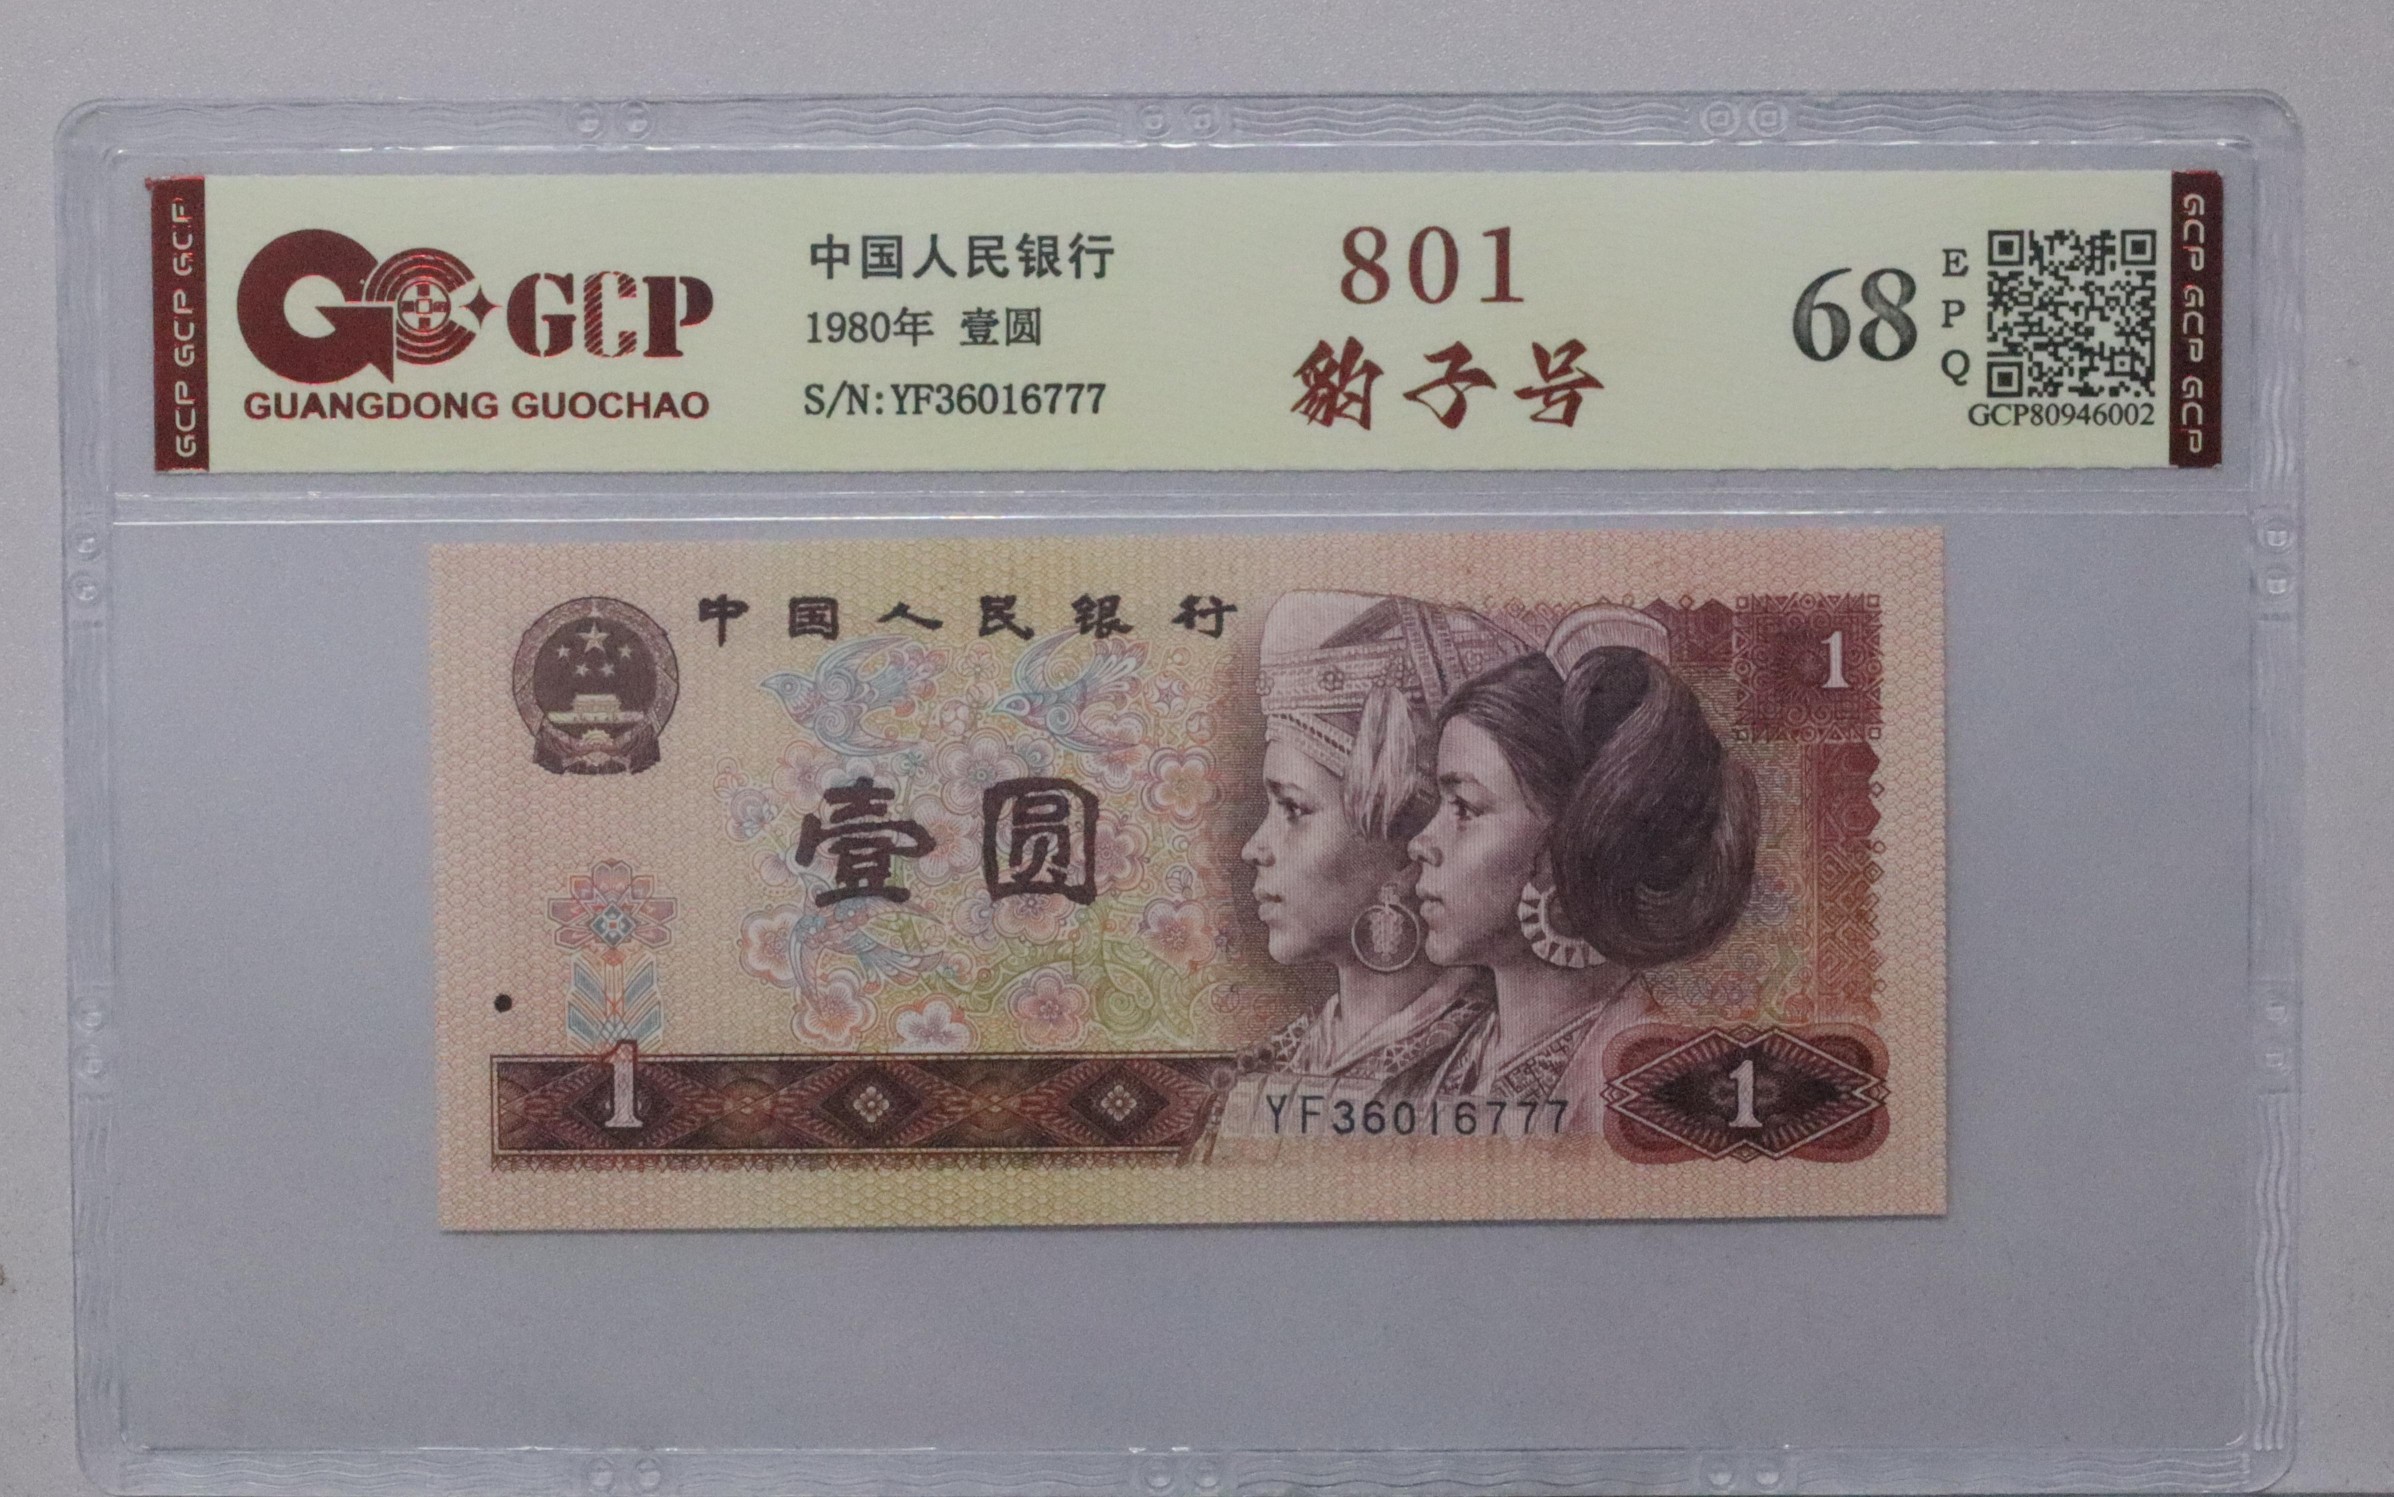 GCP GCP GCP
GCP
GUANGDONG GUOCHAO
中国人民银行
1980年 壹圆
S/N:YF36016777
801
豹子号
68
E
P
Q
GCP80946002
GCP GCP GCP
中国人民银行
1
壹圆
1
YF36016777
1